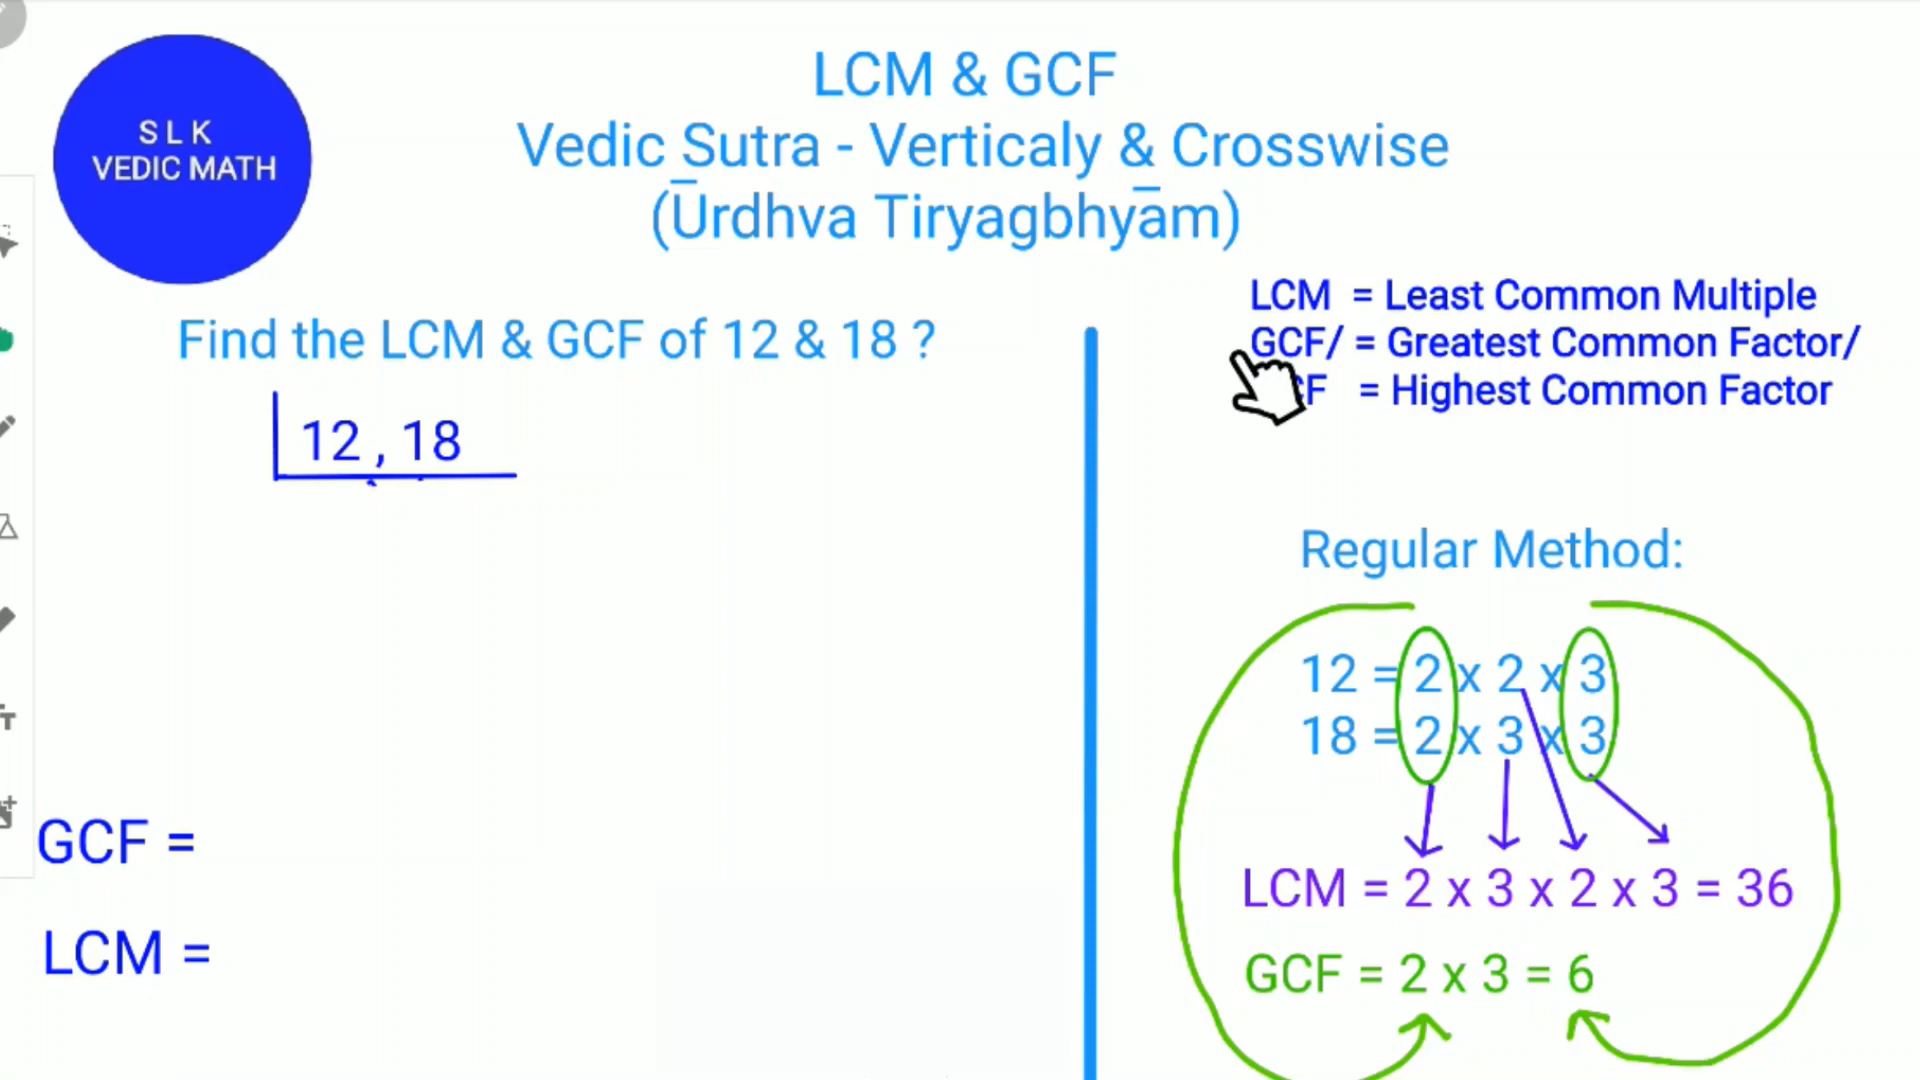 S L K
VEDIC MATH
LCM & GCF
Vedic Sutra - Verticaly & Crosswise
(Ūrdhva Tiryagbhyām)
LCM = Least Common Multiple
GCF/ = Greatest Common Factor/
F = Highest Common Factor
Find the LCM & GCF of 12 & 18 ?
12 , 18
GCF =
LCM =
Regular Method:
12 = 2 x 2 x 3
18 = 2 x 3 x 3
LCM = 2 x 3 x 2 x 3 = 36
GCF = 2 x 3 = 6